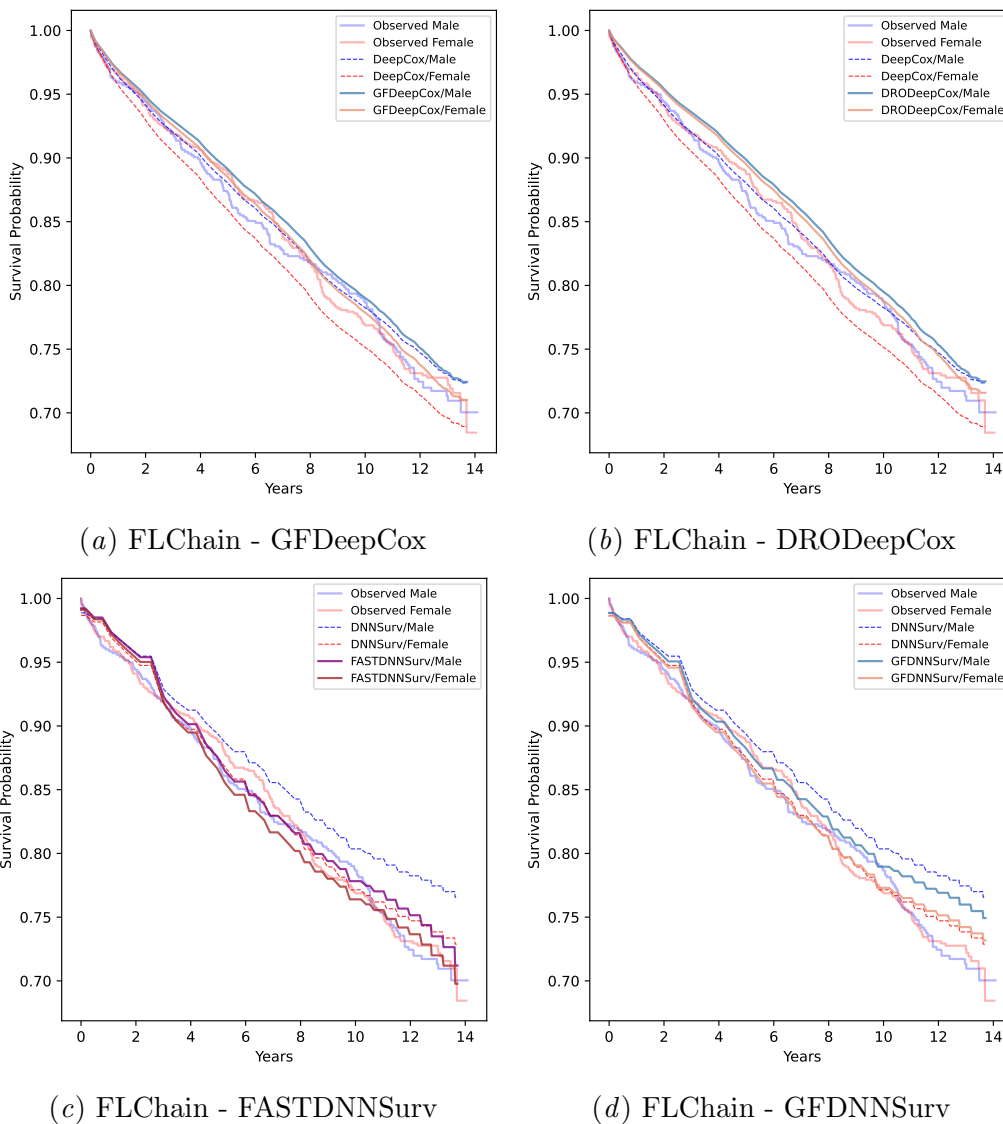 1.00
0.95
0.90
0.85
0.80
0.75
0.70
Survival Probability
0 2 4 6 8 10 12 14
Years
Observed Male
Observed Female
DeepCox/Male
DeepCox/Female
GFDeepCox/Male
GFDeepCox/Female
(a) FLChain - GFDeepCox
1.00
0.95
0.90
0.85
0.80
0.75
0.70
Survival Probability
0 2 4 6 8 10 12 14
Years
Observed Male
Observed Female
DeepCox/Male
DeepCox/Female
DRODeepCox/Male
DRODeepCox/Female
(b) FLChain - DRODeepCox
1.00
0.95
0.90
0.85
0.80
0.75
0.70
Survival Probability
0 2 4 6 8 10 12 14
Years
Observed Male
Observed Female
DNNSurv/Male
DNNSurv/Female
FASTDNNSurv/Male
FASTDNNSurv/Female
(c) FLChain - FASTDNNSurv
1.00
0.95
0.90
0.85
0.80
0.75
0.70
Survival Probability
0 2 4 6 8 10 12 14
Years
Observed Male
Observed Female
DNNSurv/Male
DNNSurv/Female
GFDNNSurv/Male
GFDNNSurv/Female
(d) FLChain - GFDNNSurv